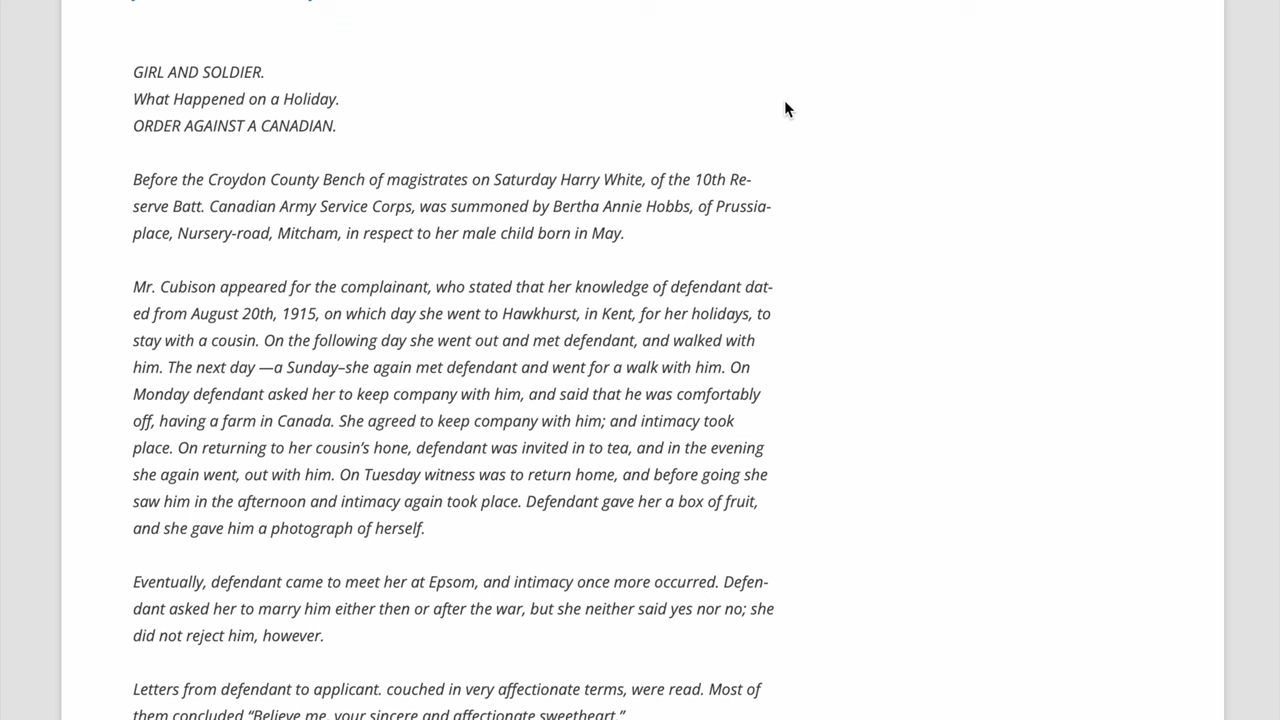 GIRL AND SOLDIER.
What Happened on a Holiday.
ORDER AGAINST A CANADIAN.
Before the Croydon County Bench of magistrates on Saturday Harry White, of the 10th Re-
serve Batt. Canadian Army Service Corps, was summoned by Bertha Annie Hobbs, of Prussia-
place, Nursery-road, Mitcham, in respect to her male child born in May.
Mr. Cubison appeared for the complainant, who stated that her knowledge of defendant dat-
ed from August 20th, 1915, on which day she went to Hawkhurst, in Kent, for her holidays, to
stay with a cousin. On the following day she went out and met defendant, and walked with
him. The next day —a Sunday–she again met defendant and went for a walk with him. On
Monday defendant asked her to keep company with him, and said that he was comfortably
off, having a farm in Canada. She agreed to keep company with him; and intimacy took
place. On returning to her cousin’s hone, defendant was invited in to tea, and in the evening
she again went, out with him. On Tuesday witness was to return home, and before going she
saw him in the afternoon and intimacy again took place. Defendant gave her a box of fruit,
and she gave him a photograph of herself.
Eventually, defendant came to meet her at Epsom, and intimacy once more occurred. Defen-
dant asked her to marry him either then or after the war, but she neither said yes nor no; she
did not reject him, however.
Letters from defendant to applicant. couched in very affectionate terms, were read. Most of
them concluded “Believe me, your sincere and affectionate sweetheart.”